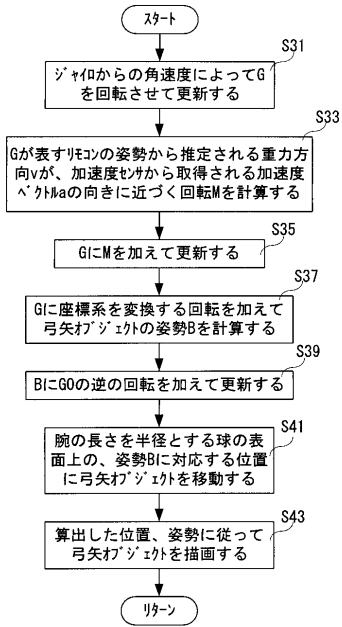 スタート
S31
ｼﾞｬｲﾛからの角速度によってG
を回転させて更新する
S33
Gが表すﾘﾓｺﾝの姿勢から推定される重力方
向vが、加速度ｾﾝｻから取得される加速度
ﾍﾞｸﾄﾙaの向きに近づく回転Mを計算する
S35
GにMを加えて更新する
S37
Gに座標系を変換する回転を加えて
弓矢ｵﾌﾞｼﾞｪｸﾄの姿勢Bを計算する
S39
BにG0の逆の回転を加えて更新する
S41
腕の長さを半径とする球の表
面上の、姿勢Bに対応する位置
に弓矢ｵﾌﾞｼﾞｪｸﾄを移動する
S43
算出した位置、姿勢に従って
弓矢ｵﾌﾞｼﾞｪｸﾄを描画する
リターン